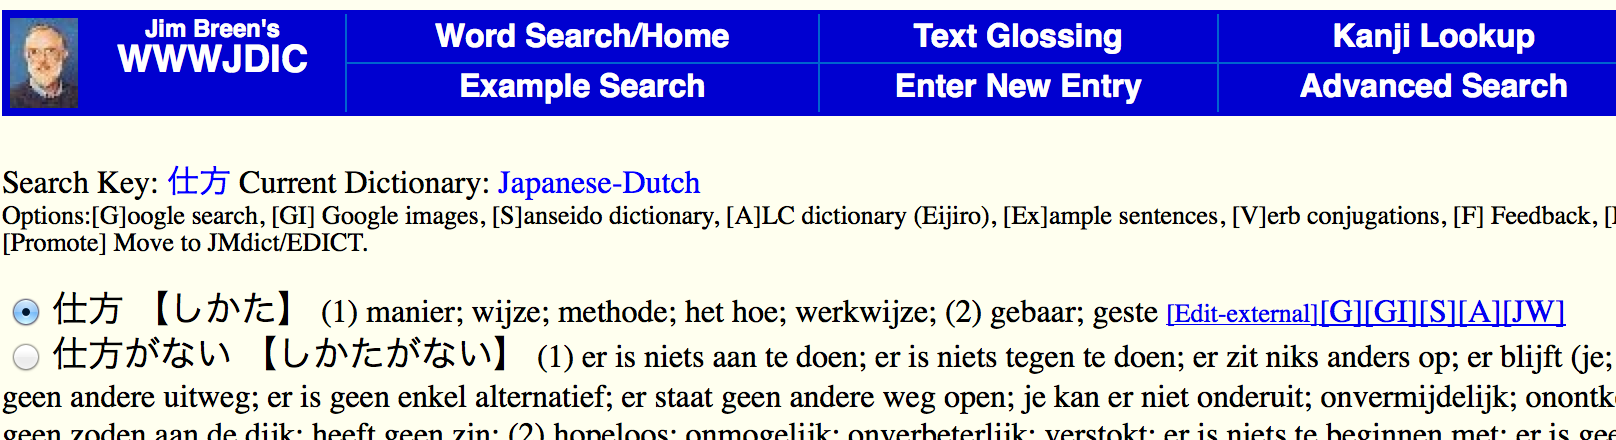 Jim Breen's
WWWJDIC
Word Search/Home
Text Glossing
Kanji Lookup
Example Search
Enter New Entry
Advanced Search
Search Key: 仕方 Current Dictionary: Japanese-Dutch
Options:[G]oogle search, [GI] Google images, [S]anseido dictionary, [A]LC dictionary (Eijiro), [Ex]ample sentences, [V]erb conjugations, [F] Feedback,
[Promote] Move to JMdict/EDICT.
仕方 【しかた】 (1) manier; wijze; methode; het hoe; werkwijze; (2) gebaar; geste [Edit-external][G][GI][S][A][JW]
仕方がない 【しかたがない】 (1) er is niets aan te doen; er is niets tegen te doen; er zit niks anders op; er blijft (je;
geen andere uitweg; er is geen enkel alternatief; er staat geen andere weg open; je kan er niet onderuit; onvermijdelijk;
geen zoden aan de dijk; heeft geen zin; (2) hopeloos; onmogelijk; onverbeterlijk; verstokt; er is niets te beginnen met; er is